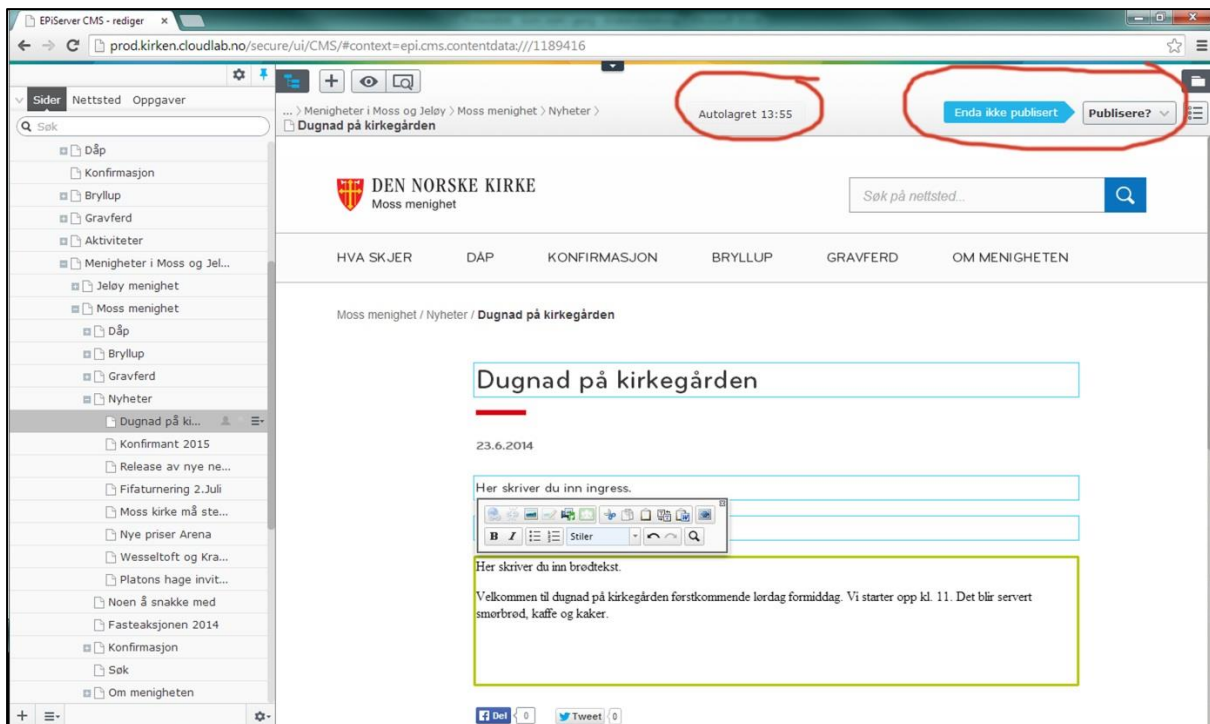 EPiServer CMS - rediger
prod.kirken.cloudlab.no/secure/ui/CMS/#context=epi.cms.contentdata:///1189416
Sider Nettsted Oppgaver
Søk
Dåp
Konfirmasjon
Bryllup
Gravferd
Aktiviteter
Menigheter i Moss og Jel...
Jeløy menighet
Moss menighet
Dåp
Bryllup
Gravferd
Nyheter
Dugnad på ki...
Konfirmant 2015
Release av nye ne...
Fifaturnering 2.Juli
Moss kirke må ste...
Nye priser Arena
Wesseltoft og Kra...
Platons hage invit...
Noen å snakke med
Fasteaksjonen 2014
Konfirmasjon
Søk
Om menigheten
... > Menigheter i Moss og Jeløy > Moss menighet > Nyheter >
Dugnad på kirkegården
Autolagret 13:55
Enda ikke publisert
Publisere?
DEN NORSKE KIRKE
Moss menighet
Søk på nettsted...
HVA SKJER DÅP KONFIRMASJON BRYLLUP GRAVFERD OM MENIGHETEN
Moss menighet / Nyheter / Dugnad på kirkegården
Dugnad på kirkegården
23.6.2014
Her skriver du inn ingress.
B I Stiler
Her skriver du inn brødtekst.
Velkommen til dugnad på kirkegården førstkommende lørdag formiddag. Vi starter opp kl. 11. Det blir servert
smørbrød, kaffe og kaker.
Del 0 Tweet 0